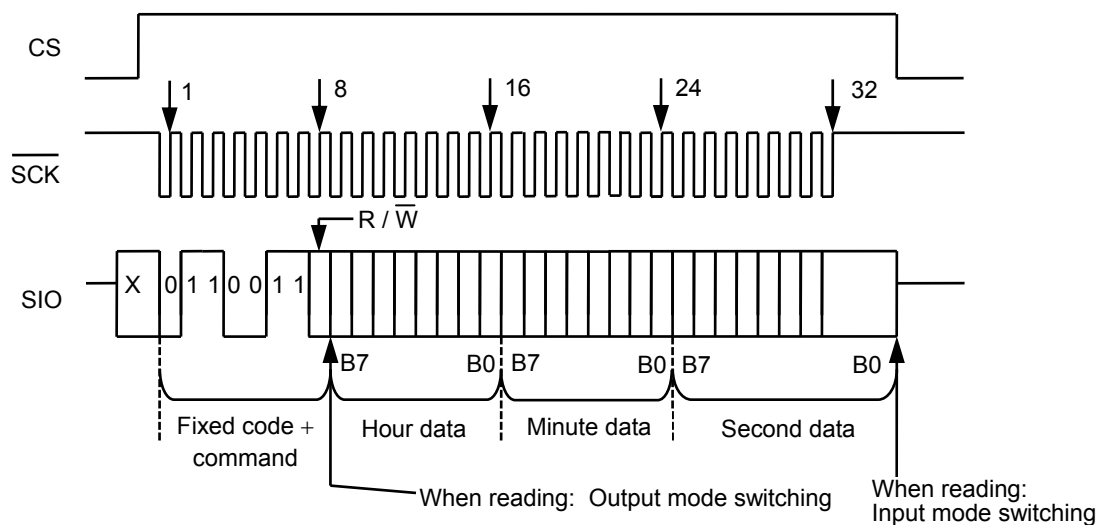 CS
1 8 16 24 32
SCK
R / W
X 0 1 1 0 0 1 1
SIO
B7 B0 B7 B0 B7 B0
Fixed code +
command
Hour data
Minute data
Second data
When reading: Output mode switching
When reading:
Input mode switching